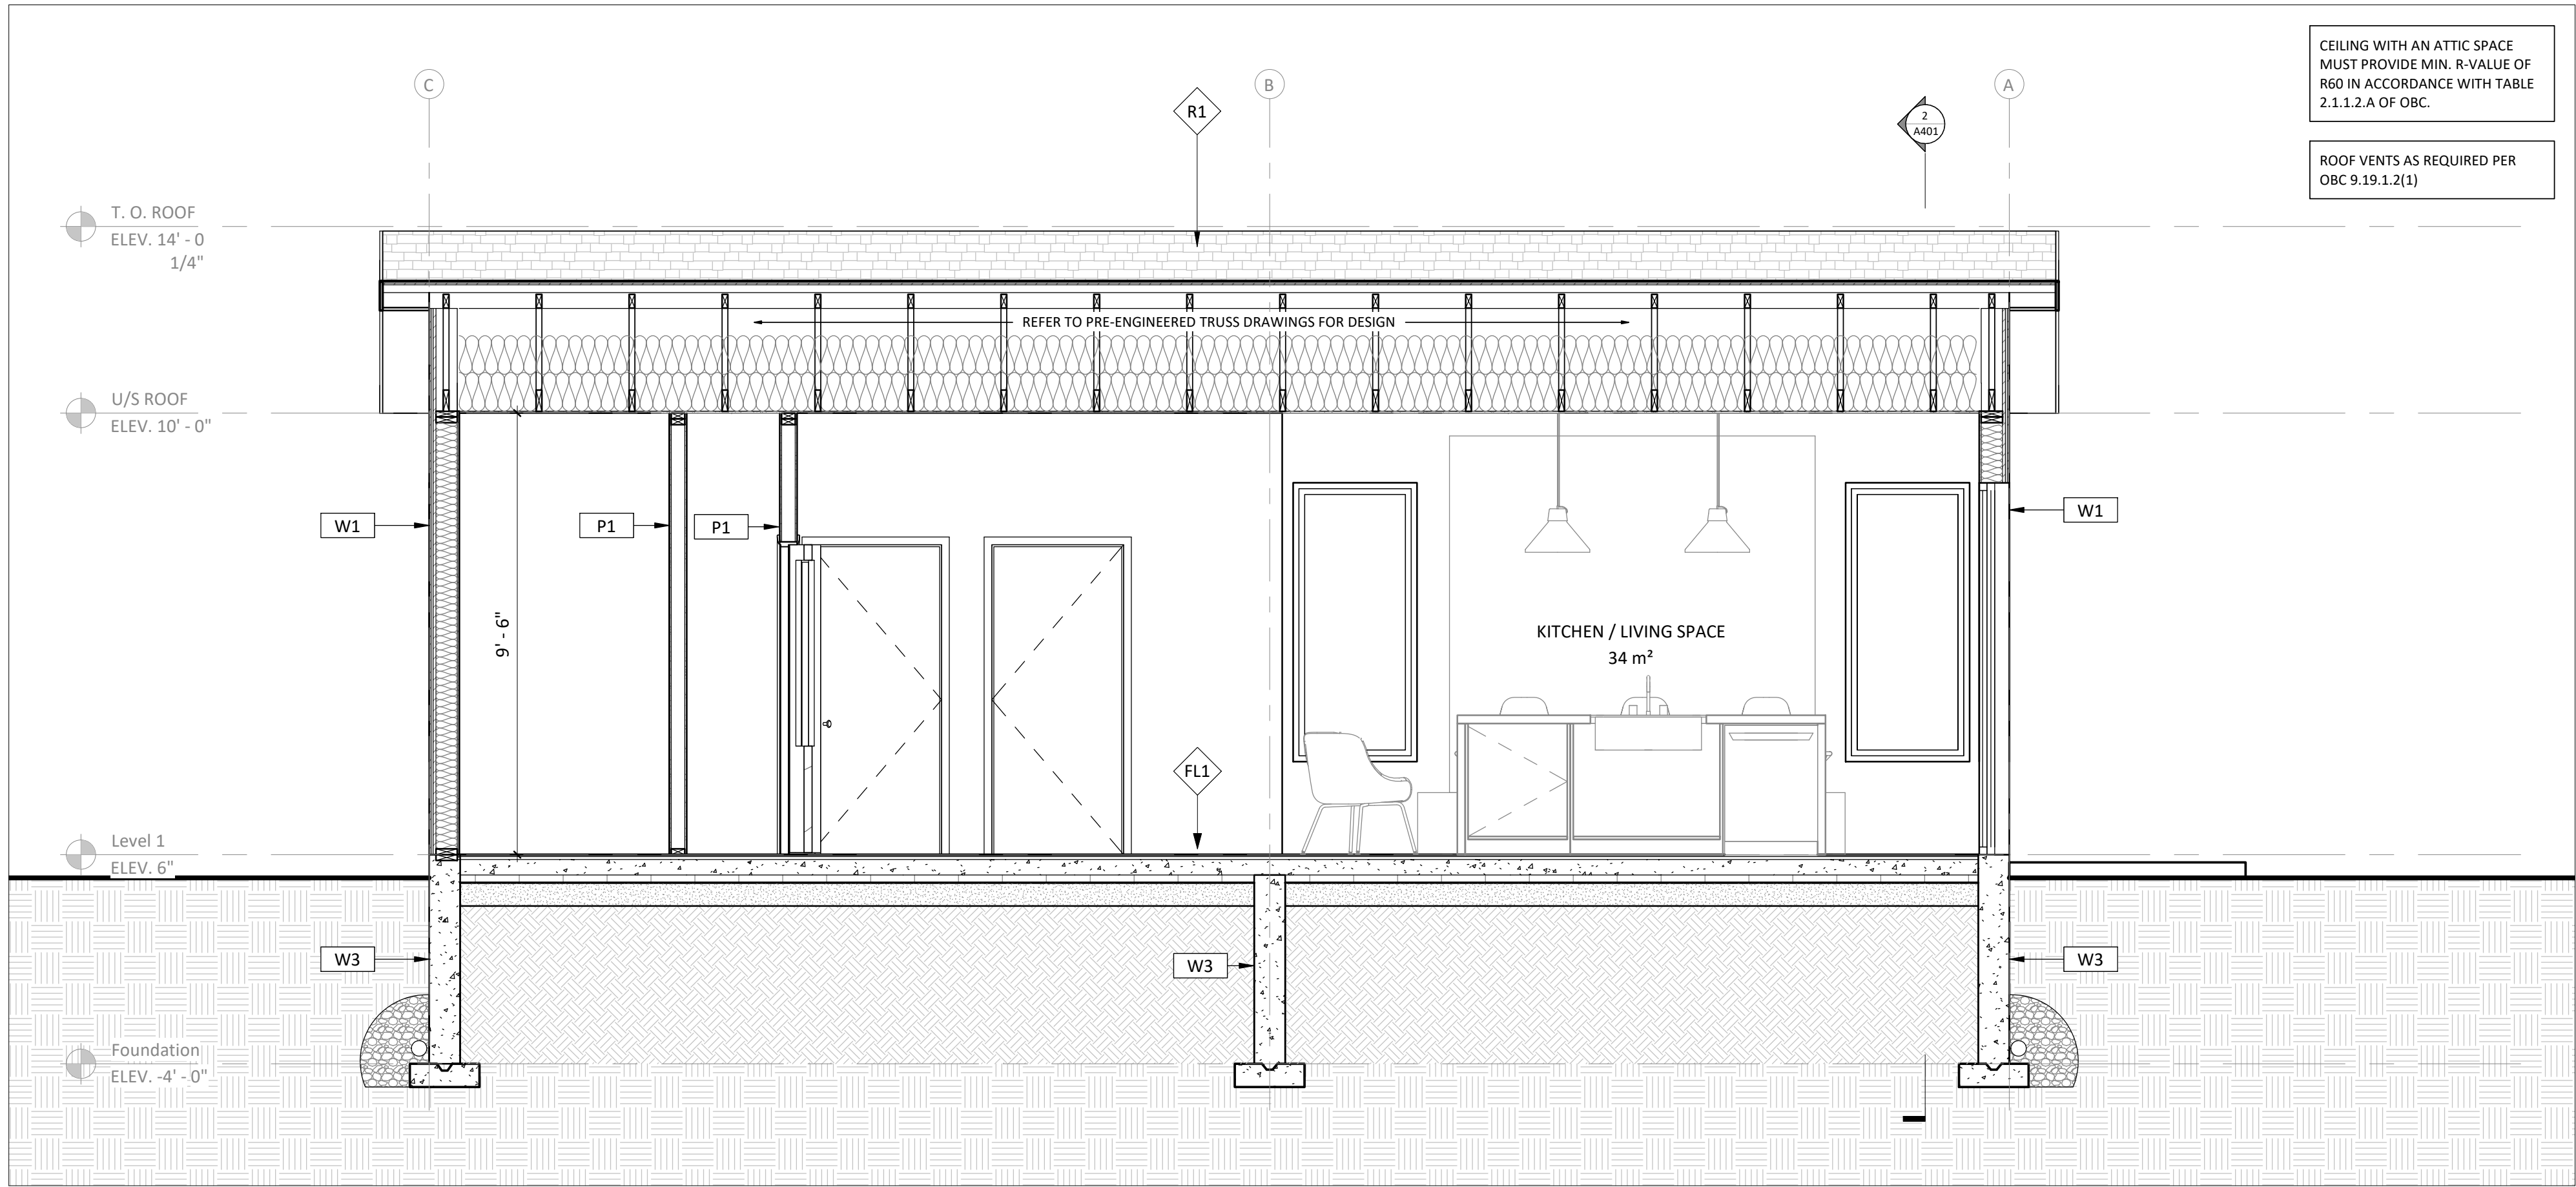 CEILING WITH AN ATTIC SPACE
MUST PROVIDE MIN. R-VALUE OF
R60 IN ACCORDANCE WITH TABLE
2.1.1.2.A OF OBC.
ROOF VENTS AS REQUIRED PER
OBC 9.19.1.2(1)
C
B
A
R1
2
A401
T. O. ROOF
ELEV. 14' - 0
1/4"
REFER TO PRE-ENGINEERED TRUSS DRAWINGS FOR DESIGN
U/S ROOF
ELEV. 10' - 0"
W1
P1
P1
W1
9' - 6"
KITCHEN / LIVING SPACE
34 m²
FL1
Level 1
ELEV. 6"
W3
W3
W3
Foundation
ELEV. -4' - 0"